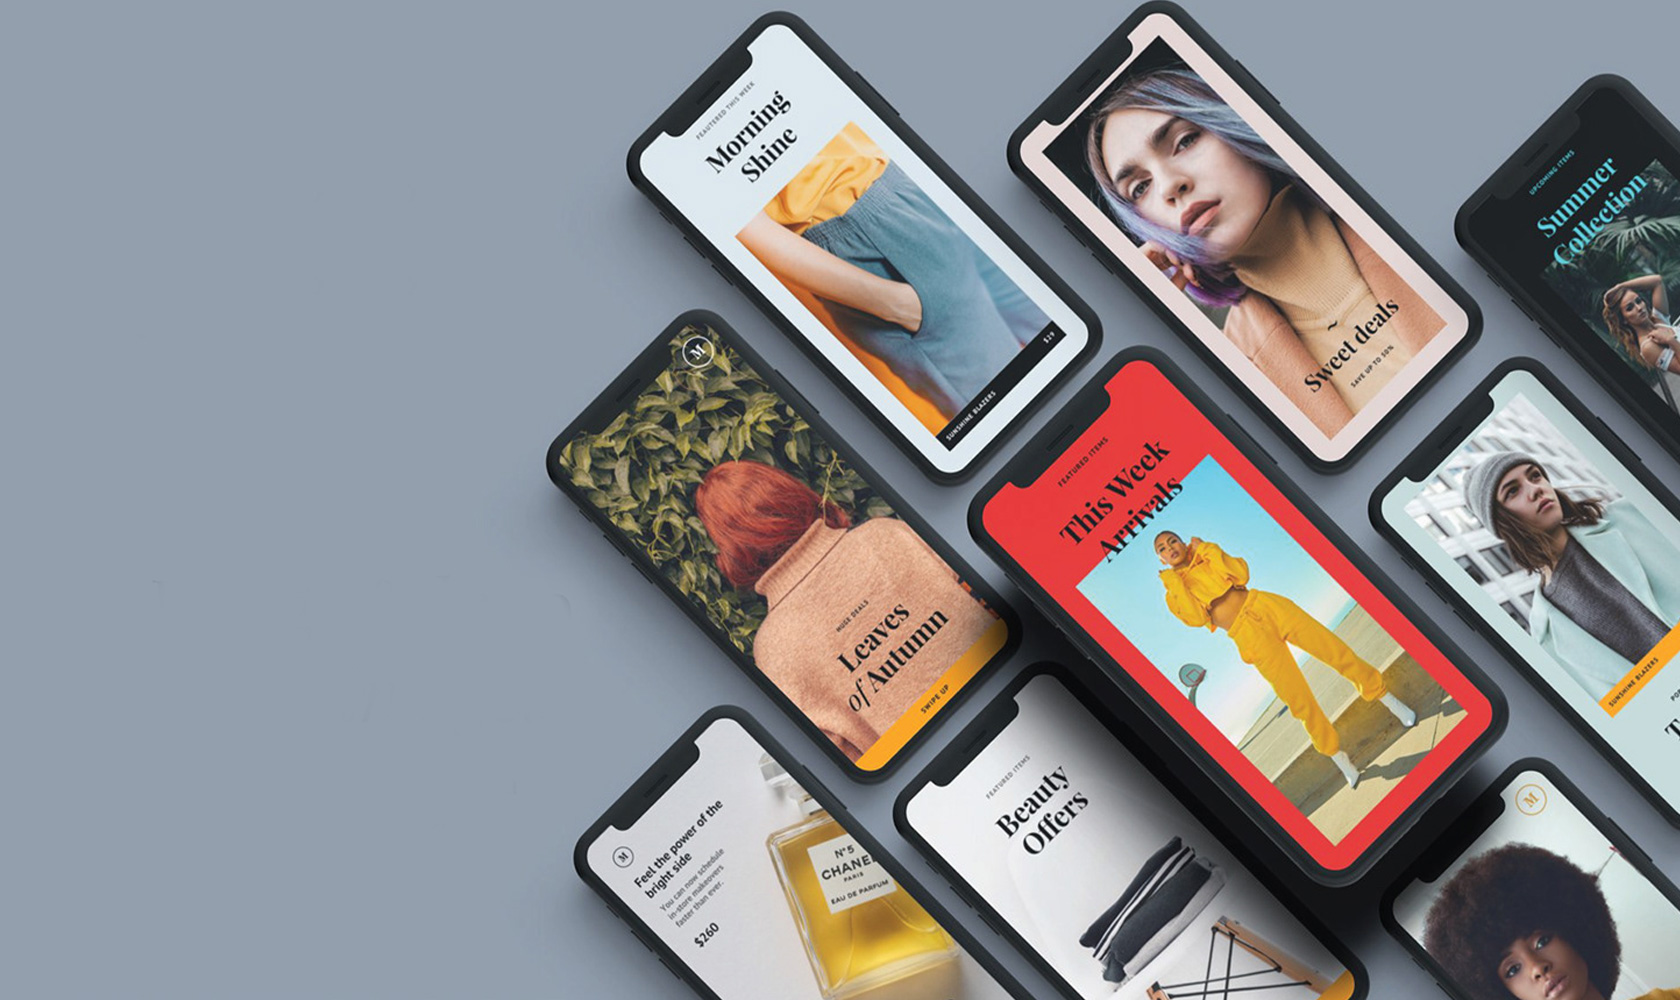 FEAUTERED THIS WEEK
Morning
Shine
SUNSHINE BLAZERS
$29
~
Sweet deals
SAVE UP TO 50%
UPCOMING ITEMS
Summer
Collection
M
HUGE DEALS
Leaves
of Autumn
SWIPE UP
FEATURED ITEMS
This Week
Arrivals
SUNSHINE BLAZERS
M
Feel the power of the
bright side
You can now schedule
in-store makeovers
faster than ever.
$260
N°5
CHANEL
PARIS
EAU DE PARFUM
FEATURED ITEMS
Beauty
Offers
M